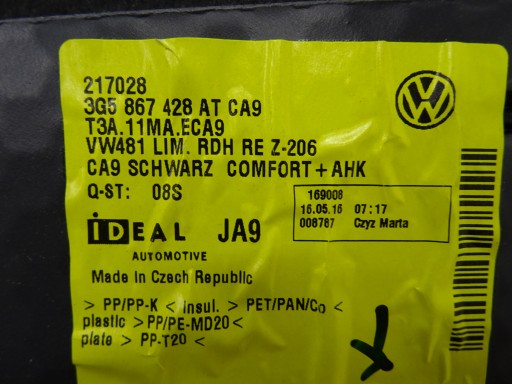 217028
3G5 867 428 AT CA9
T3A.11MA.ECA9
VW481 LIM. RDH RE Z-206
CA9 SCHWARZ COMFORT+AHK
Q-ST: 08S
169008
16.05.16 07:17
008787 Czyz Marta
iDEAL JA9
AUTOMOTIVE
Made in Czech Republic
> PP/PP-K < insul. > PET/PAN/Co <
plastic > PP/PE-MD20 <
plate > PP-T20 <